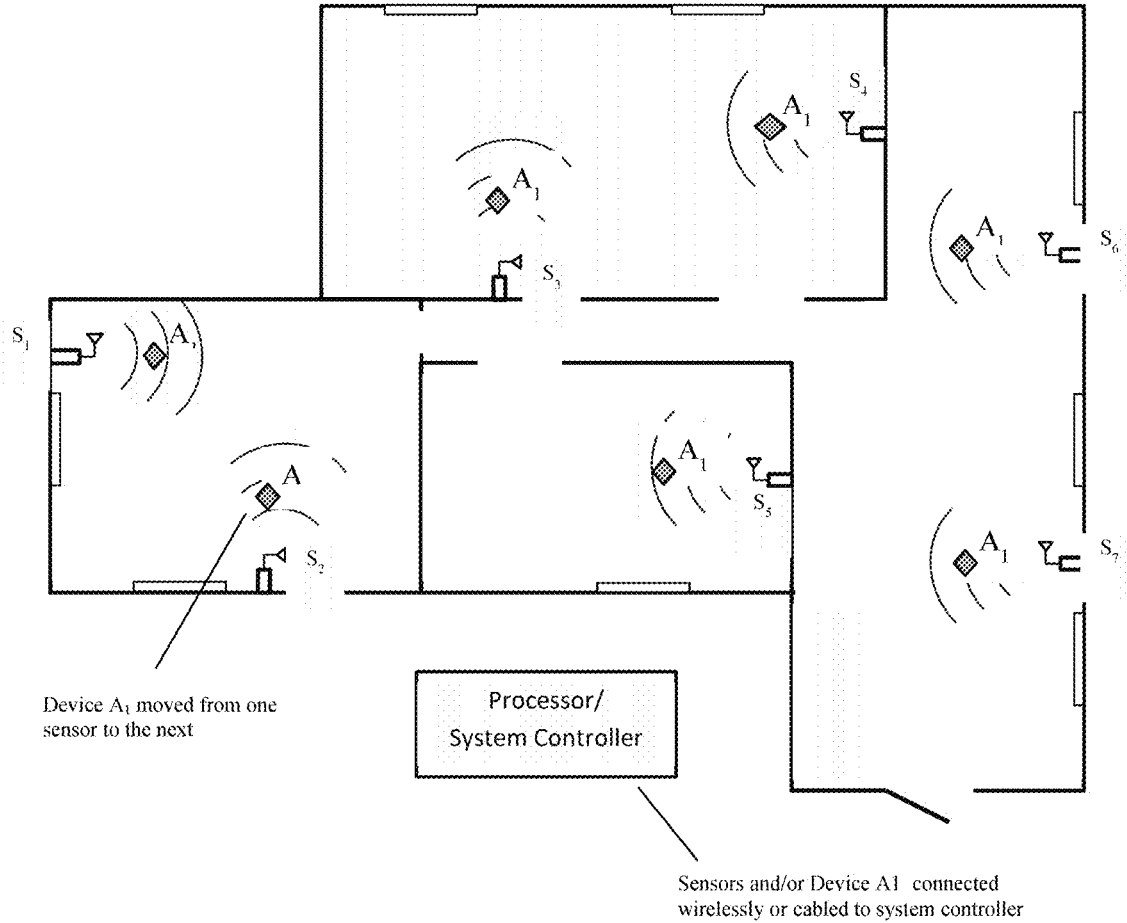 S₄
A₁
A₁
S₃
A₁
S₆
S₁
A₁
A
S₂
A₁
S₅
A₁
S₇
Device A₁ moved from one
sensor to the next
Processor/
System Controller
Sensors and/or Device A1 connected
wirelessly or cabled to system controller